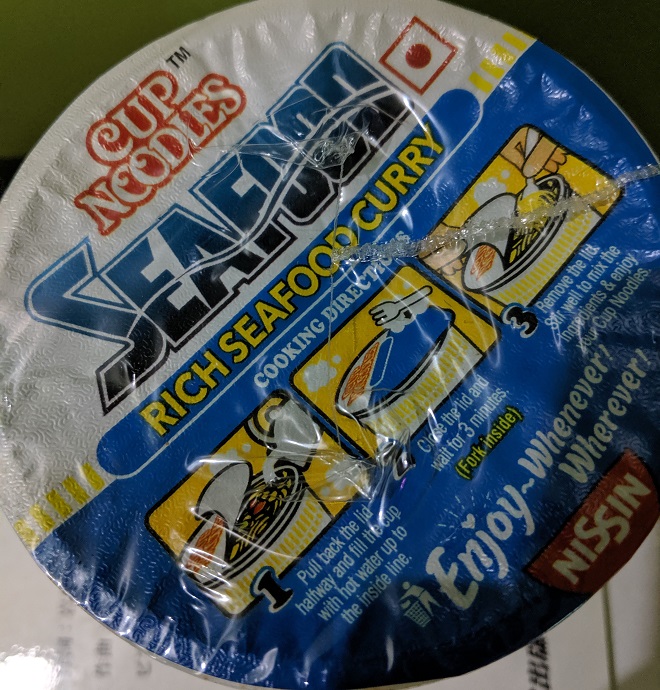 CUP
NOODLES
TM
SEAFOOD
RICH SEAFOOD CURRY
COOKING DIRECTIONS
1
Pull back the lid
halfway and fill the cup
with hot water up to
the inside line.
2
Close the lid and
wait for 3 minutes
(Fork inside)
3
Remove the lid.
Stir well to mix the
ingredients & enjoy
your Cup Noodles
Enjoy~Whenever!
Wherever!
NISSIN